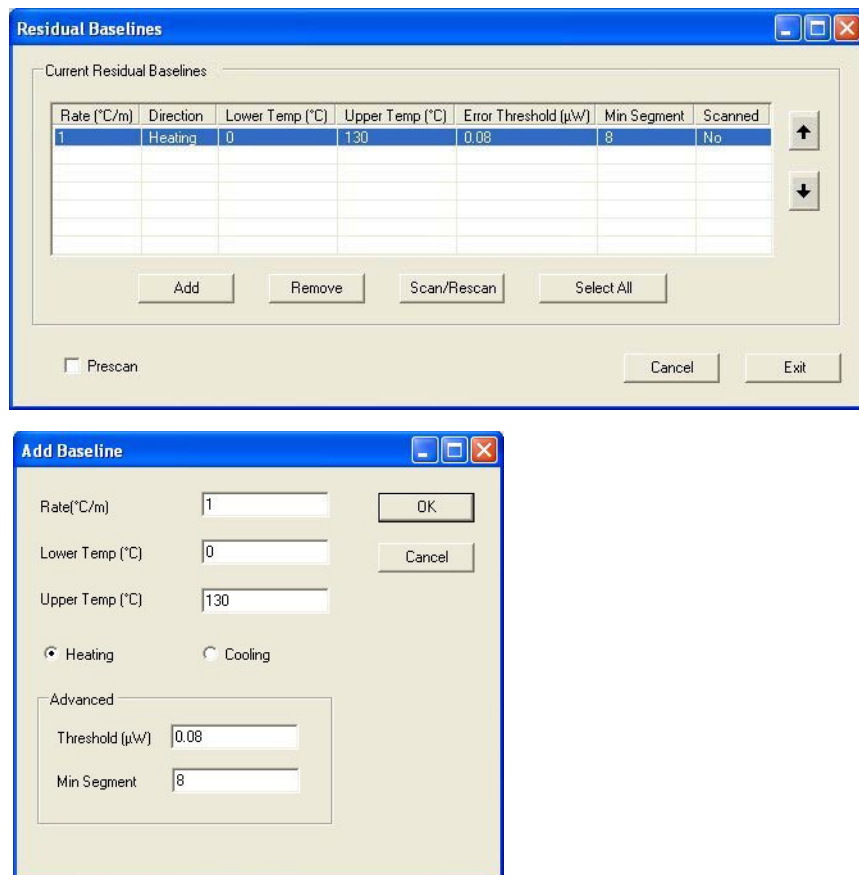 Residual Baselines
Current Residual Baselines
Rate (°C/m) Direction Lower Temp (°C) Upper Temp (°C) Error Threshold (µW) Min Segment Scanned
1 Heating 0 130 0.08 8 No
Add Remove Scan/Rescan Select All
Prescan Cancel Exit
Add Baseline
Rate(°C/m) 1 OK
Lower Temp (°C) 0 Cancel
Upper Temp (°C) 130
Heating Cooling
Advanced
Threshold (µW) 0.08
Min Segment 8